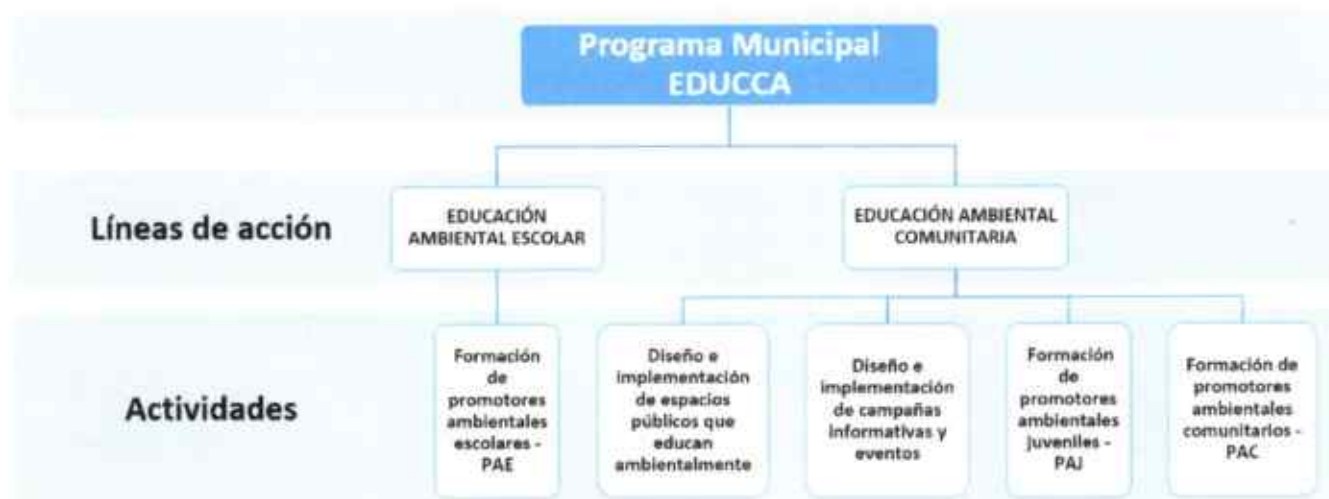 Programa Municipal
EDUCCA
Líneas de acción
EDUCACIÓN
AMBIENTAL ESCOLAR
EDUCACIÓN AMBIENTAL
COMUNITARIA
Actividades
Formación
de
promotores
ambientales
escolares -
PAE
Diseño e
implementación
de espacios
públicos que
educan
ambientalmente
Diseño e
implementación
de campañas
informativas y
eventos
Formación
de
promotores
ambientales
juveniles -
PAJ
Formación de
promotores
ambientales
comunitarios -
PAC